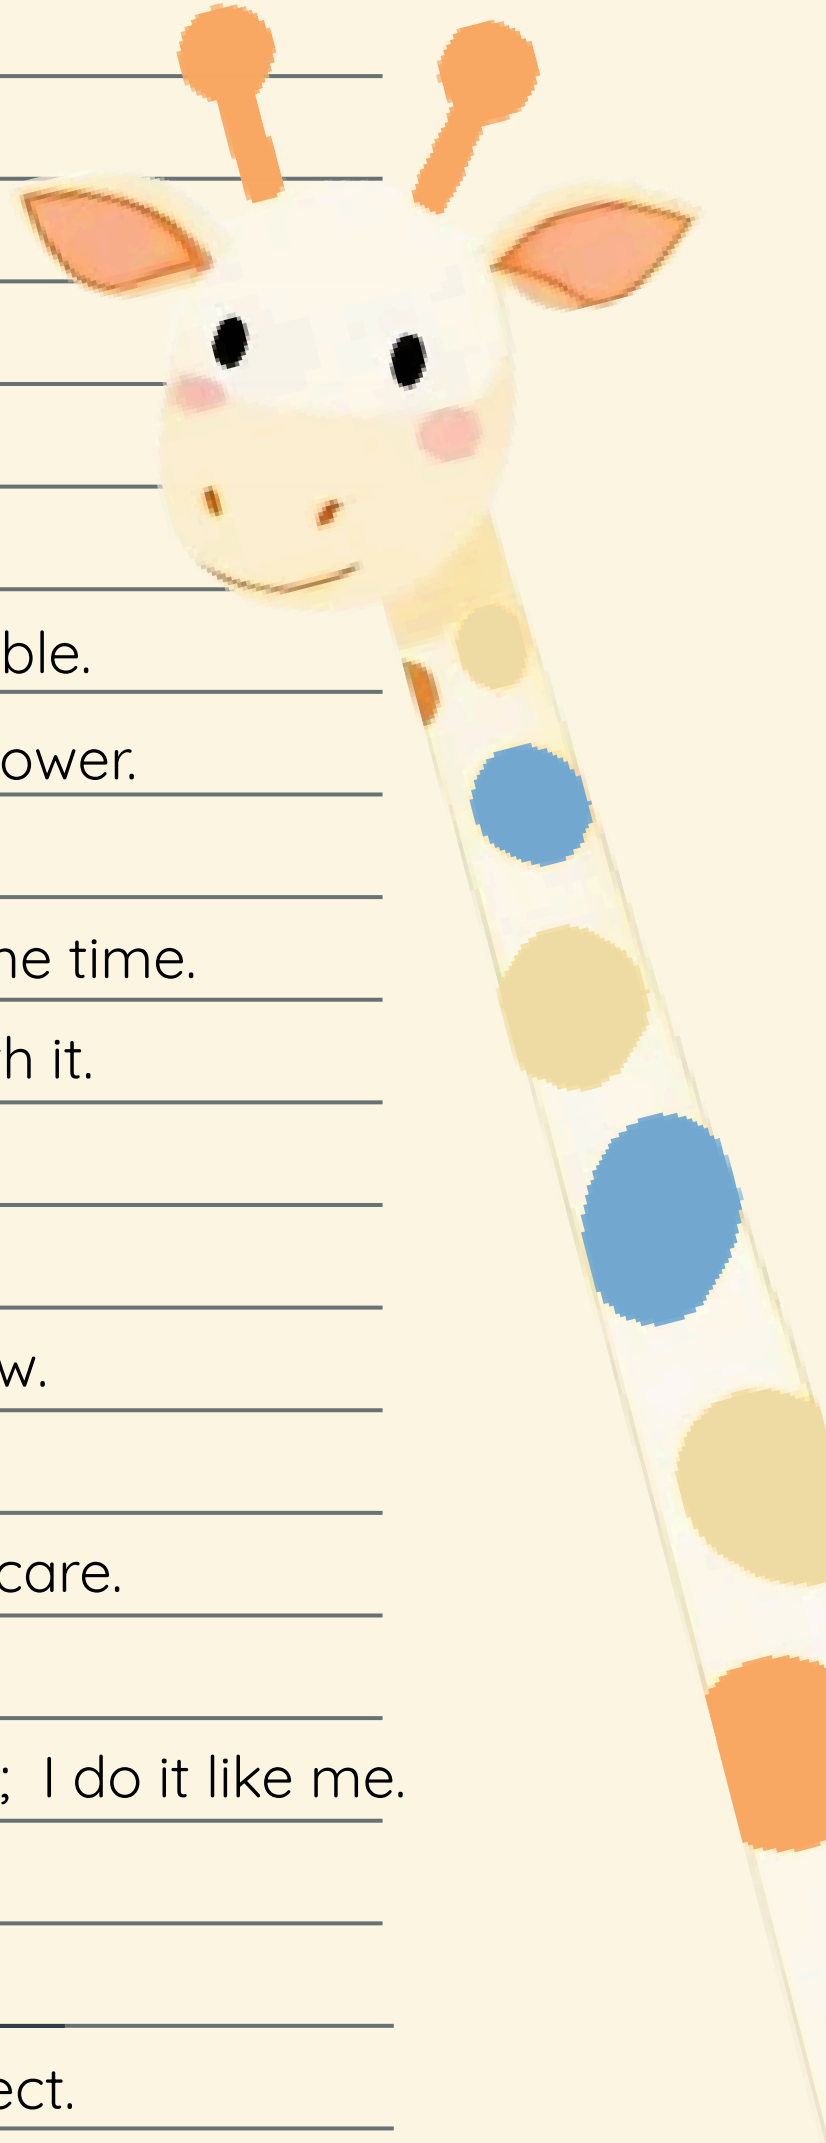 ble.
ower.
ne time.
h it.
w.
care.
; I do it like me.
ect.